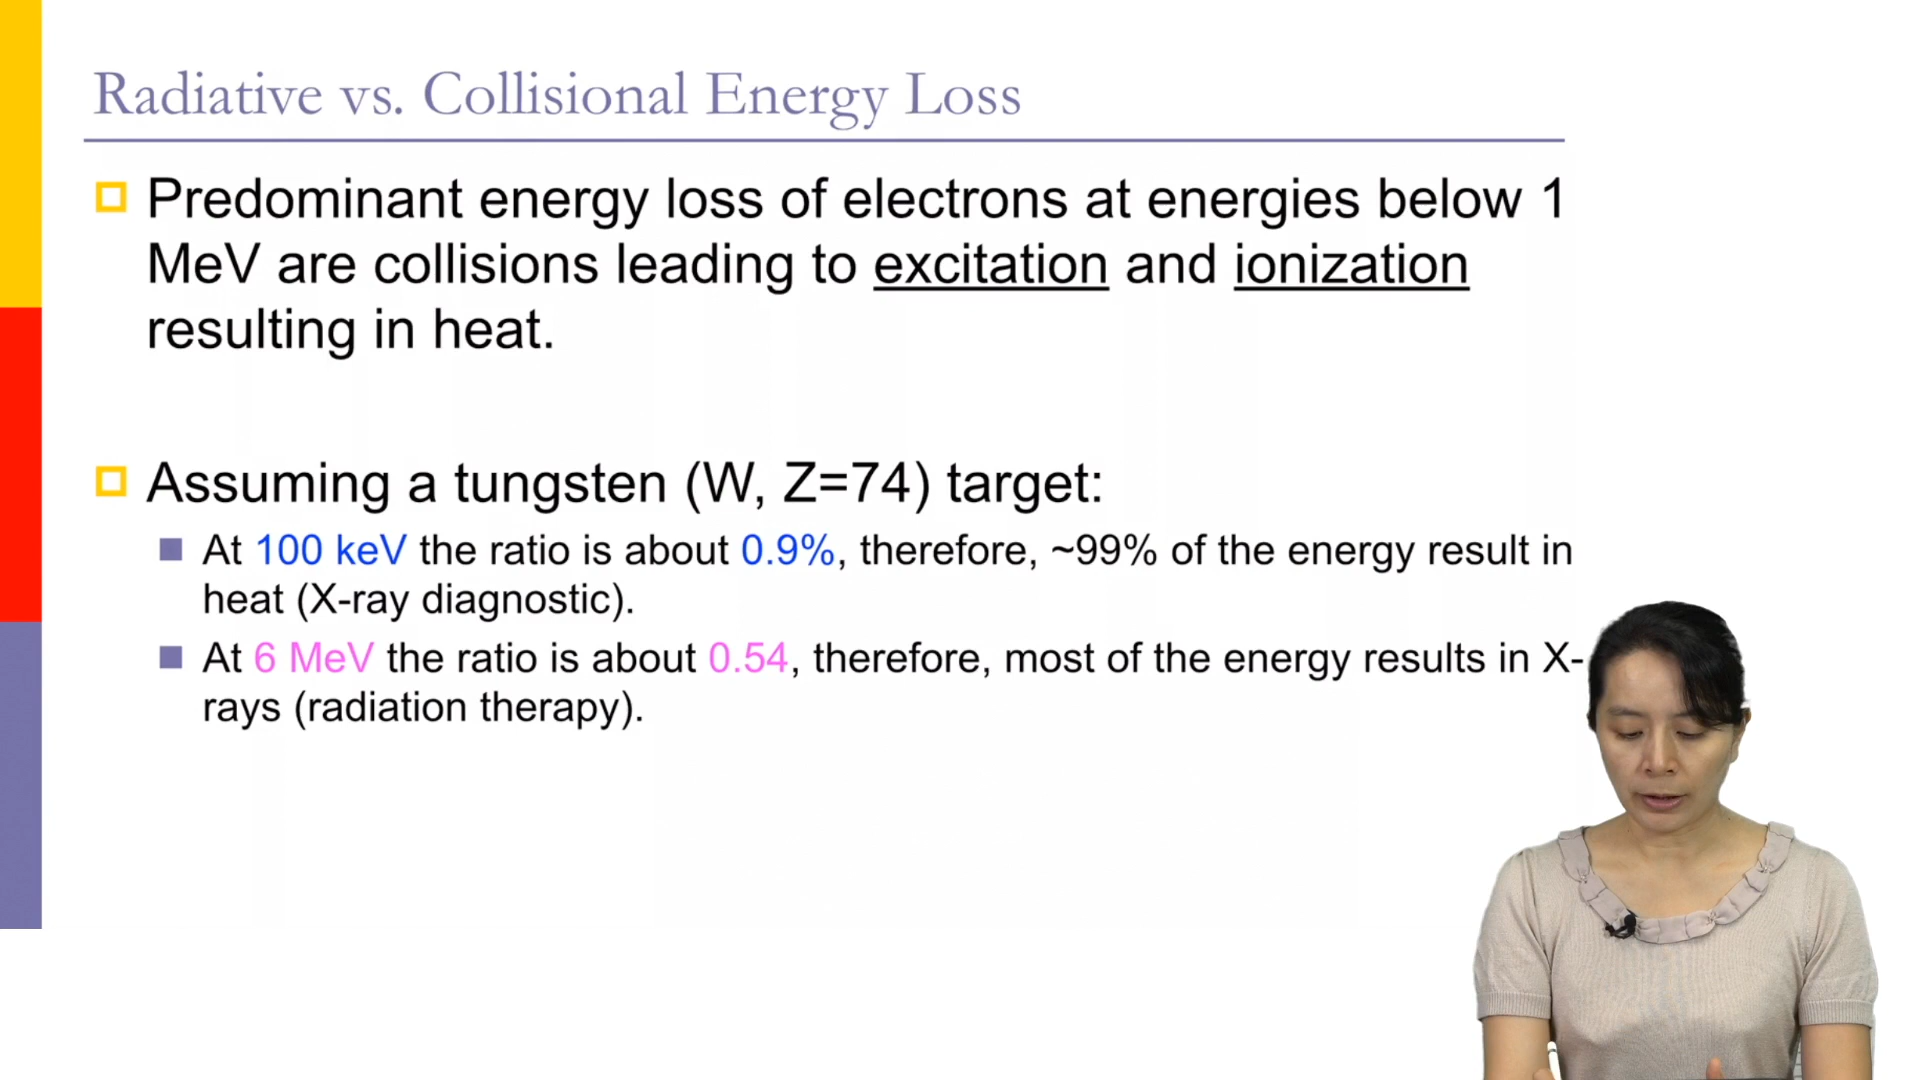 Radiative vs. Collisional Energy Loss
Predominant energy loss of electrons at energies below 1
MeV are collisions leading to excitation and ionization
resulting in heat.
Assuming a tungsten (W, Z=74) target:
At 100 keV the ratio is about 0.9%, therefore, ~99% of the energy result in
heat (X-ray diagnostic).
At 6 MeV the ratio is about 0.54, therefore, most of the energy results in X-
rays (radiation therapy).